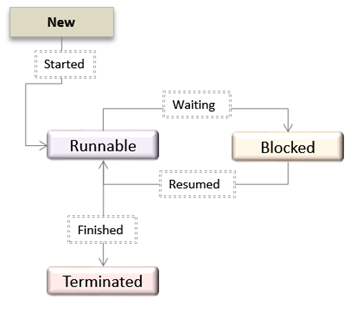 New
Started
Waiting
Runnable
Blocked
Resumed
Finished
Terminated